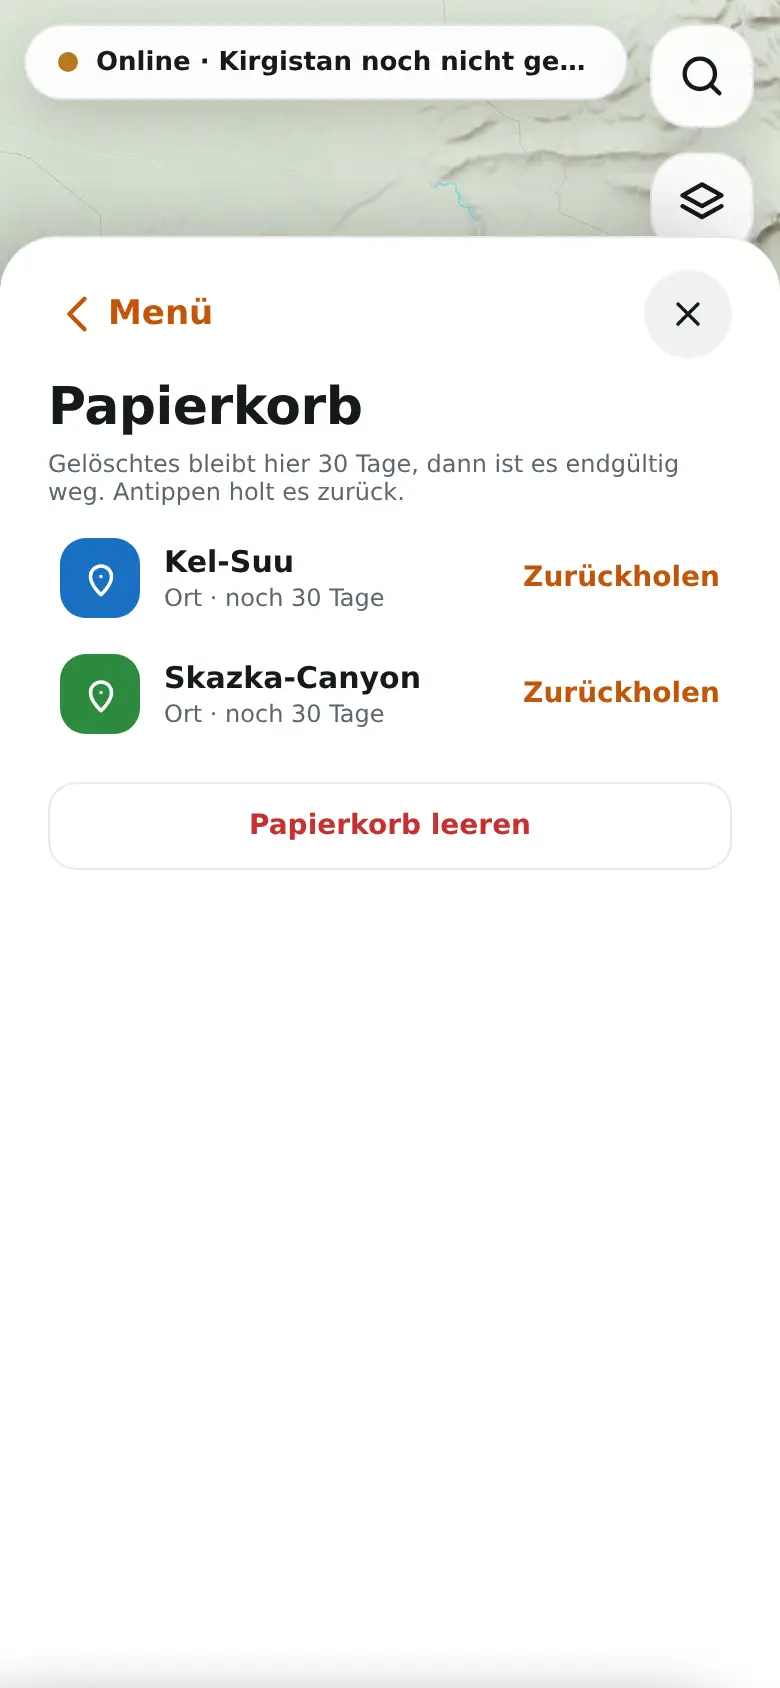 Online · Kirgistan noch nicht ge…
Menü
Papierkorb
Gelöschtes bleibt hier 30 Tage, dann ist es endgültig
weg. Antippen holt es zurück.
Kel-Suu
Ort · noch 30 Tage
Zurückholen
Skazka-Canyon
Ort · noch 30 Tage
Zurückholen
Papierkorb leeren